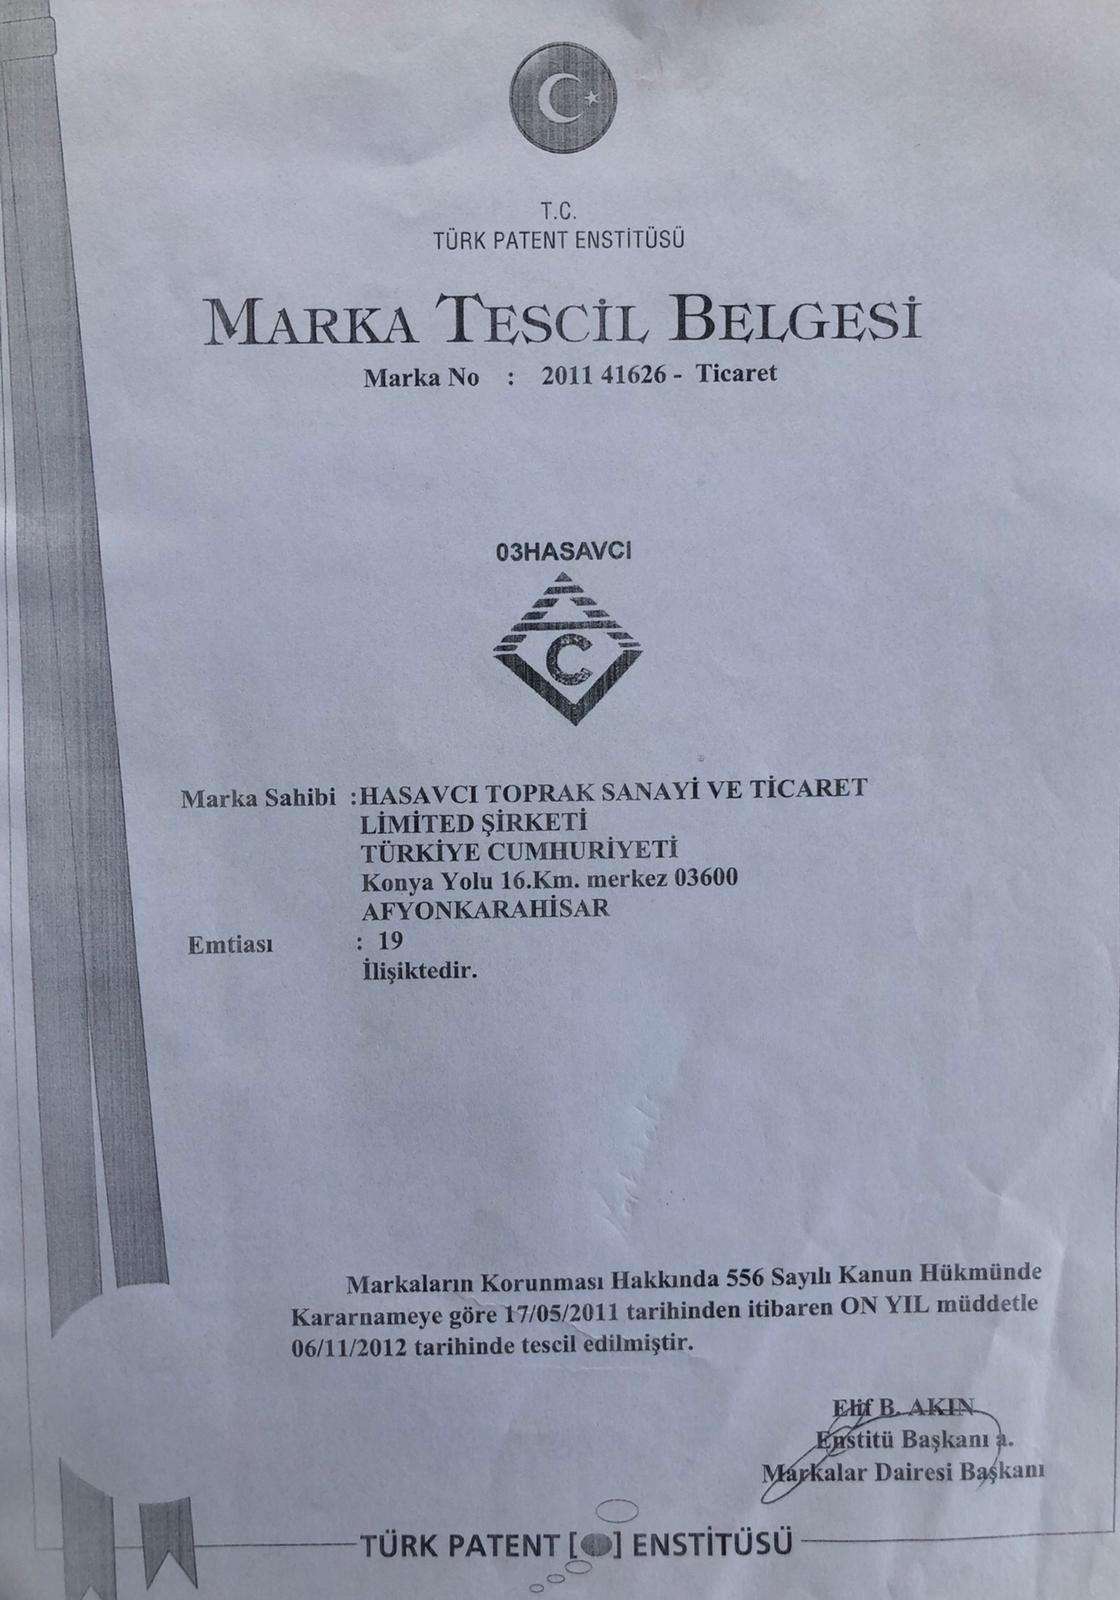 T.C.
TÜRK PATENT ENSTİTÜSÜ
MARKA TESCİL BELGESİ
Marka No : 2011 41626 - Ticaret
03HASAVCI
C
Marka Sahibi :HASAVCI TOPRAK SANAYİ VE TİCARET
LİMİTED ŞİRKETİ
TÜRKİYE CUMHURİYETİ
Konya Yolu 16.Km. merkez 03600
AFYONKARAHİSAR
Emtiası : 19
İlişiktedir.
Markaların Korunması Hakkında 556 Sayılı Kanun Hükmünde
Kararnameye göre 17/05/2011 tarihinden itibaren ON YIL müddetle
06/11/2012 tarihinde tescil edilmiştir.
Elif B. AKIN
Enstitü Başkanı a.
Markalar Dairesi Başkanı
TÜRK PATENT [ ] ENSTİTÜSÜ